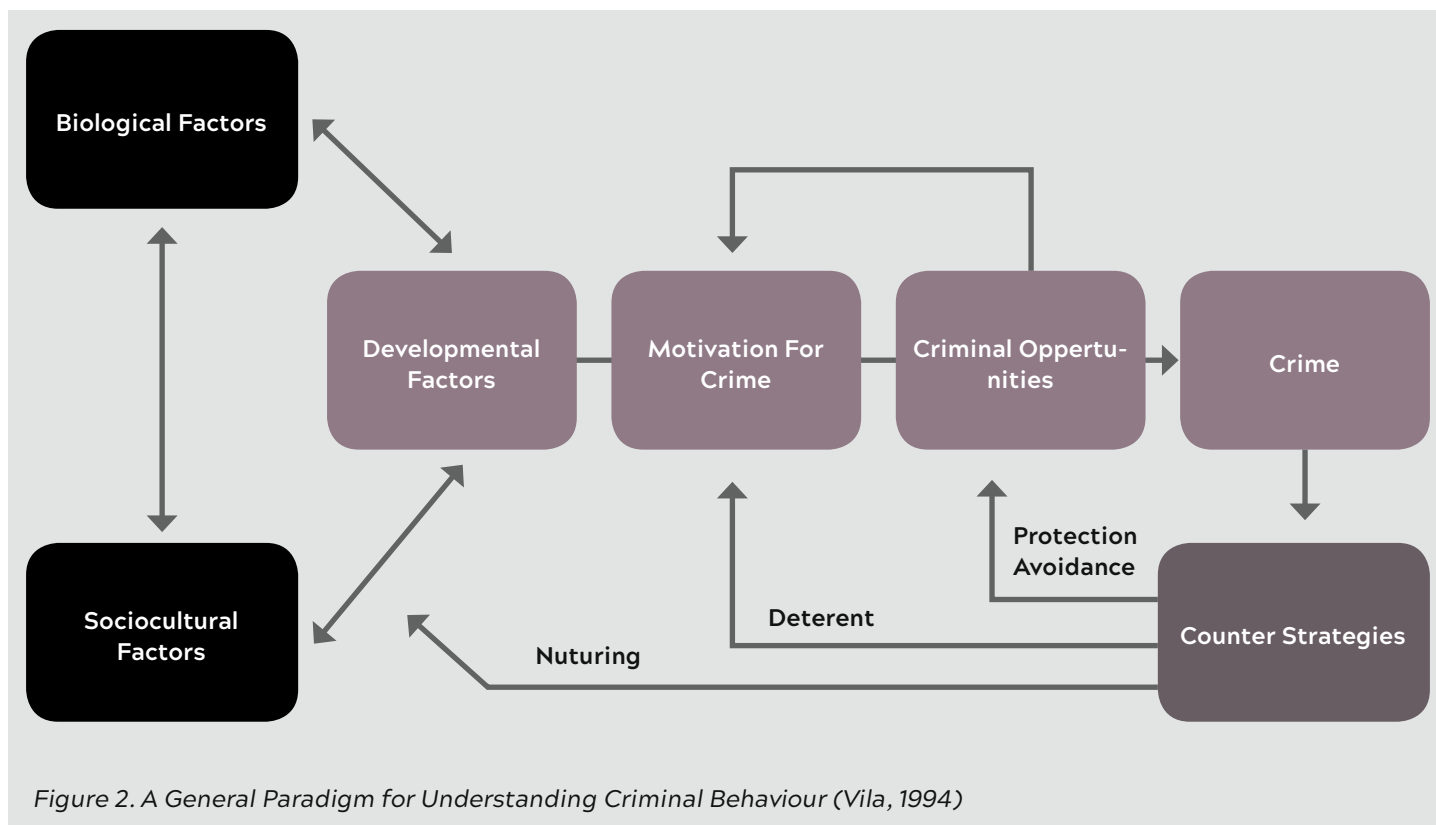 Biological Factors
Developmental
Factors
Motivation For
Crime
Criminal Oppertu-
nities
Crime
Protection
Avoidance
Sociocultural
Factors
Deterent
Counter Strategies
Nuturing
Figure 2. A General Paradigm for Understanding Criminal Behaviour (Vila, 1994)